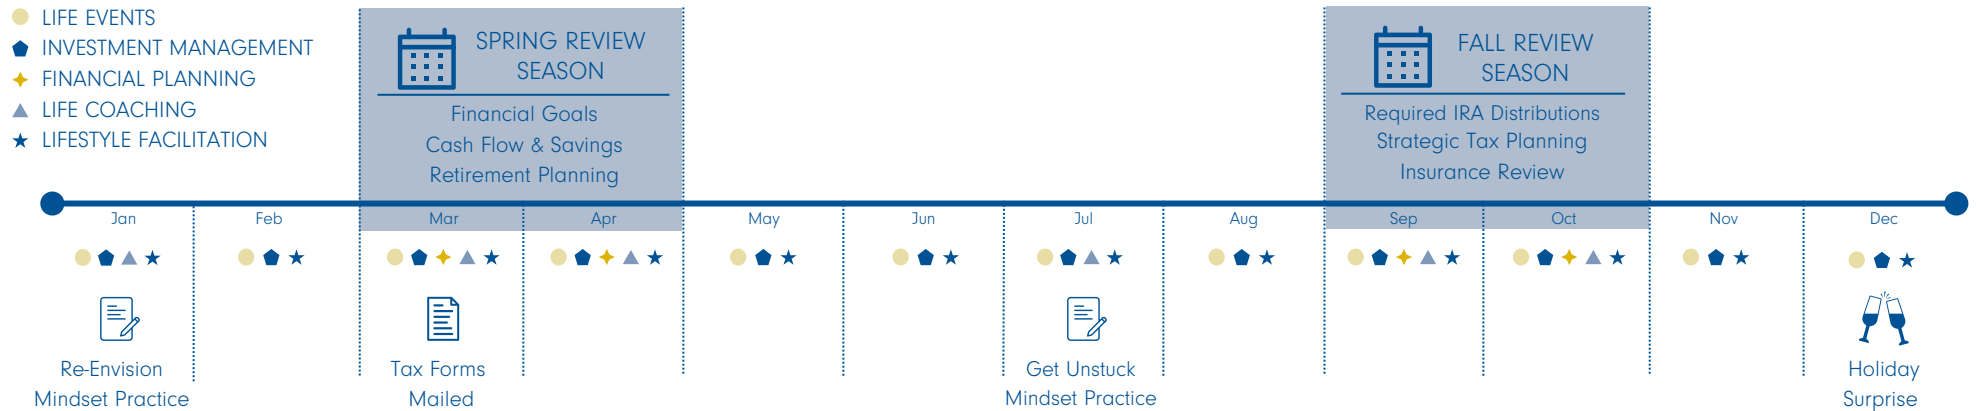 LIFE EVENTS
INVESTMENT MANAGEMENT
FINANCIAL PLANNING
LIFE COACHING
LIFESTYLE FACILITATION
SPRING REVIEW
SEASON
Financial Goals
Cash Flow & Savings
Retirement Planning
FALL REVIEW
SEASON
Required IRA Distributions
Strategic Tax Planning
Insurance Review
Jan
Feb
Mar
Apr
May
Jun
Jul
Aug
Sep
Oct
Nov
Dec
Re-Envision
Mindset Practice
Tax Forms
Mailed
Get Unstuck
Mindset Practice
Holiday
Surprise